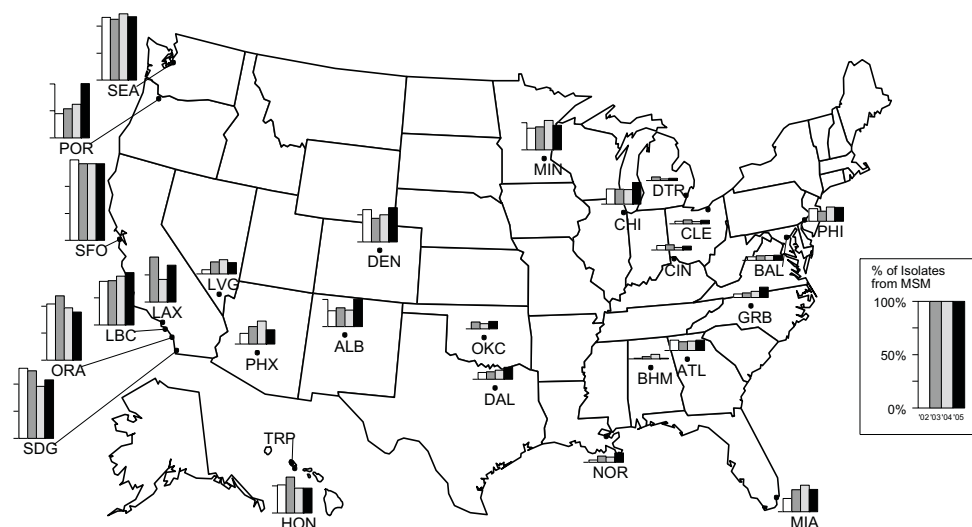 SEA
POR
MIN
DTR
SFO
CHI
CLE
PHI
DEN
LVG
CIN
BAL
% of Isolates
from MSM
LAX
100%
LBC
GRB
ORA
PHX
ALB
OKC
BHM
ATL
50%
DAL
SDG
0%
'02 '03 '04 '05
TRP
NOR
HON
MIA